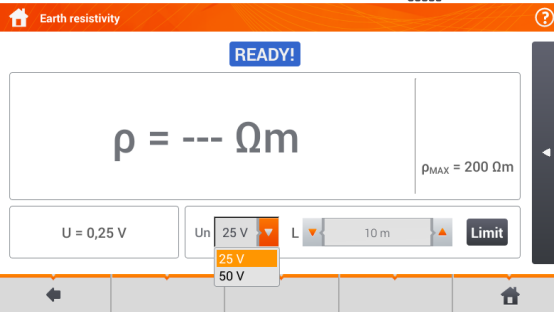 Earth resistivity
?
READY!
ρ = --- Ωm
ρMAX = 200 Ωm
U = 0,25 V
Un 25 V L 10 m Limit
25 V
50 V